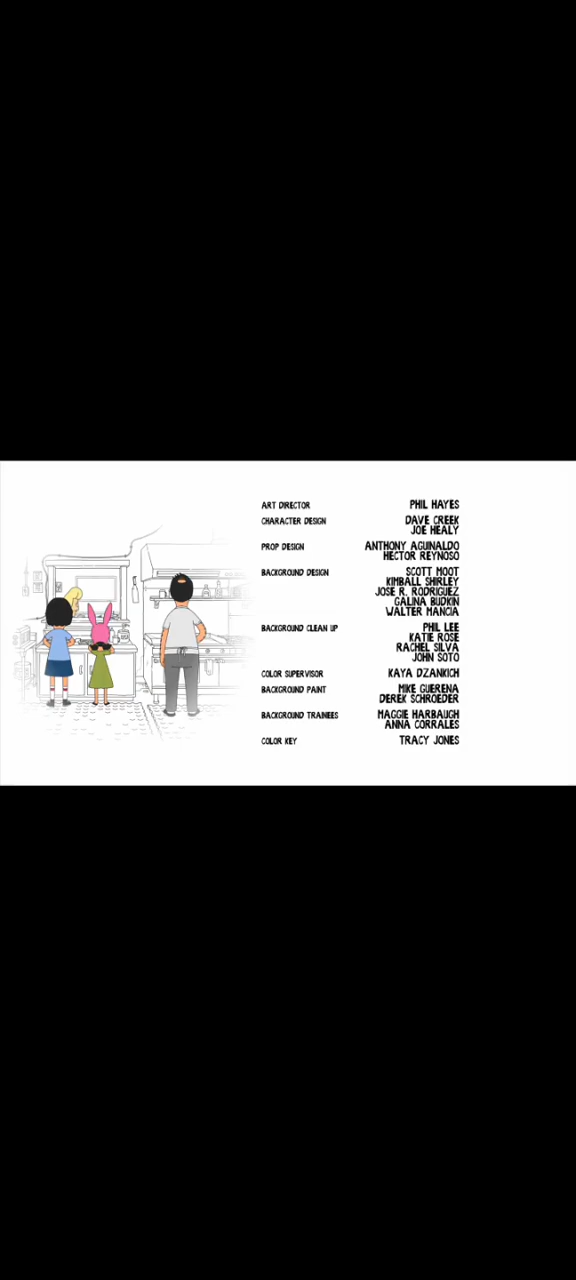 ART DIRECTOR PHIL HAYES
CHARACTER DESIGN DAVE CREEK
JOE HEALY
PROP DESIGN ANTHONY AGUINALDO
HECTOR REYNOSO
BACKGROUND DESIGN SCOTT MOOT
KIMBALL SHIRLEY
JOSE R. RODRIGUEZ
GALINA BUDKIN
WALTER MANCIA
BACKGROUND CLEAN UP PHIL LEE
KATIE ROSE
RACHEL SILVA
JOHN SOTO
COLOR SUPERVISOR KAYA DZANKICH
BACKGROUND PAINT MIKE GUERENA
DEREK SCHROEDER
BACKGROUND TRAINEES MAGGIE HARBAUGH
ANNA CORRALES
COLOR KEY TRACY JONES